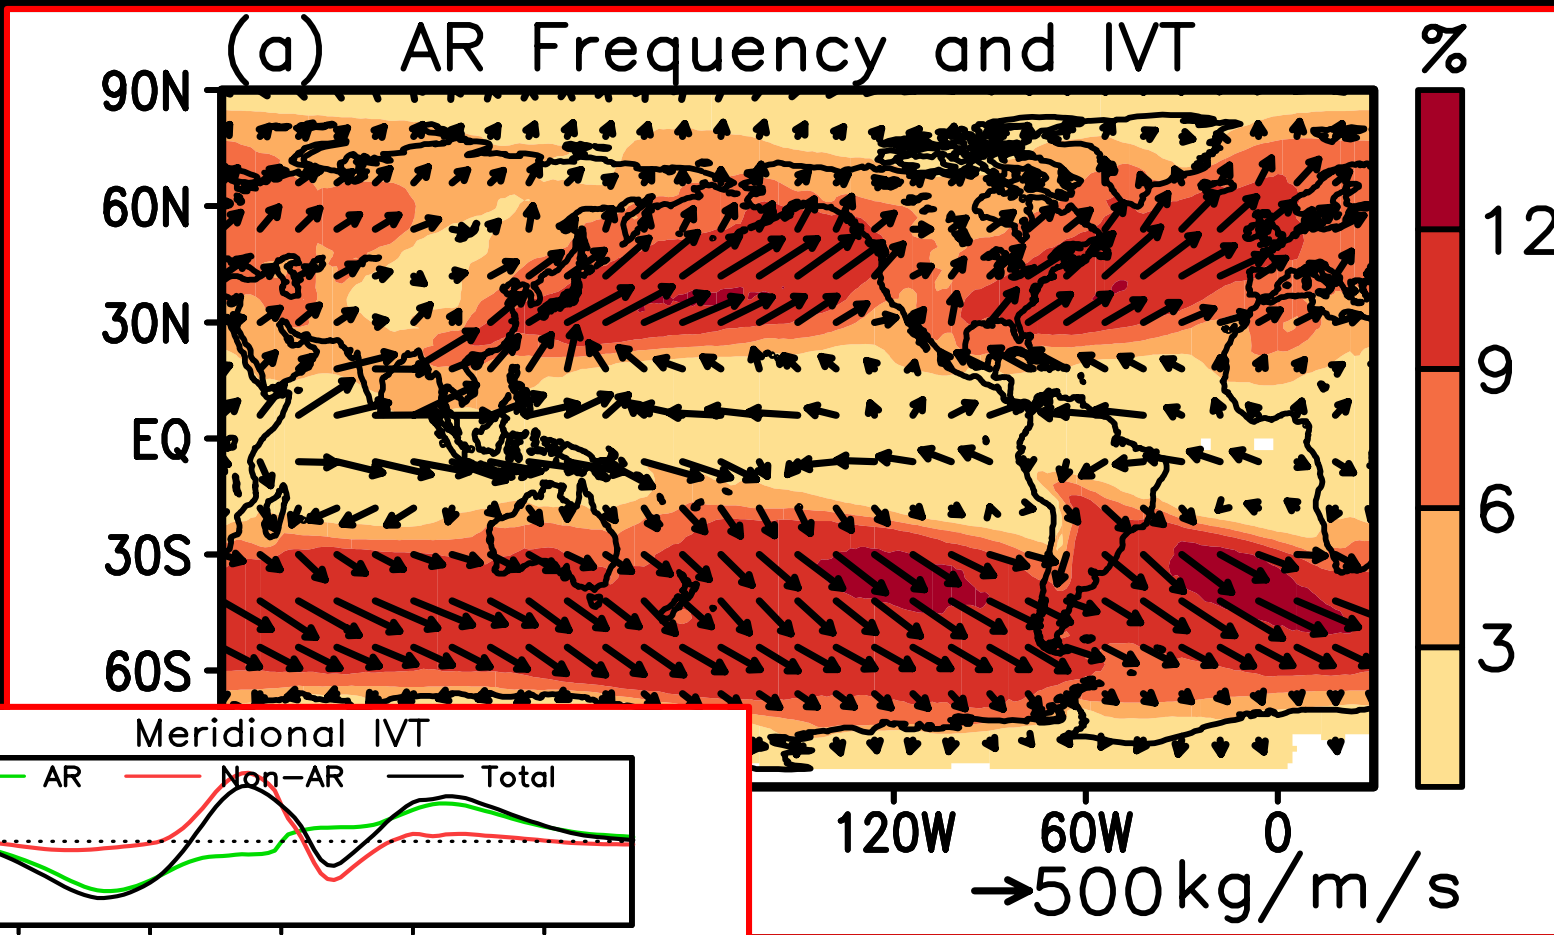 (a) AR Frequency and IVT %
90N
60N
30N
EQ
30S
60S
12
9
6
3
120W 60W 0
→500kg/m/s
Meridional IVT
AR Non-AR Total